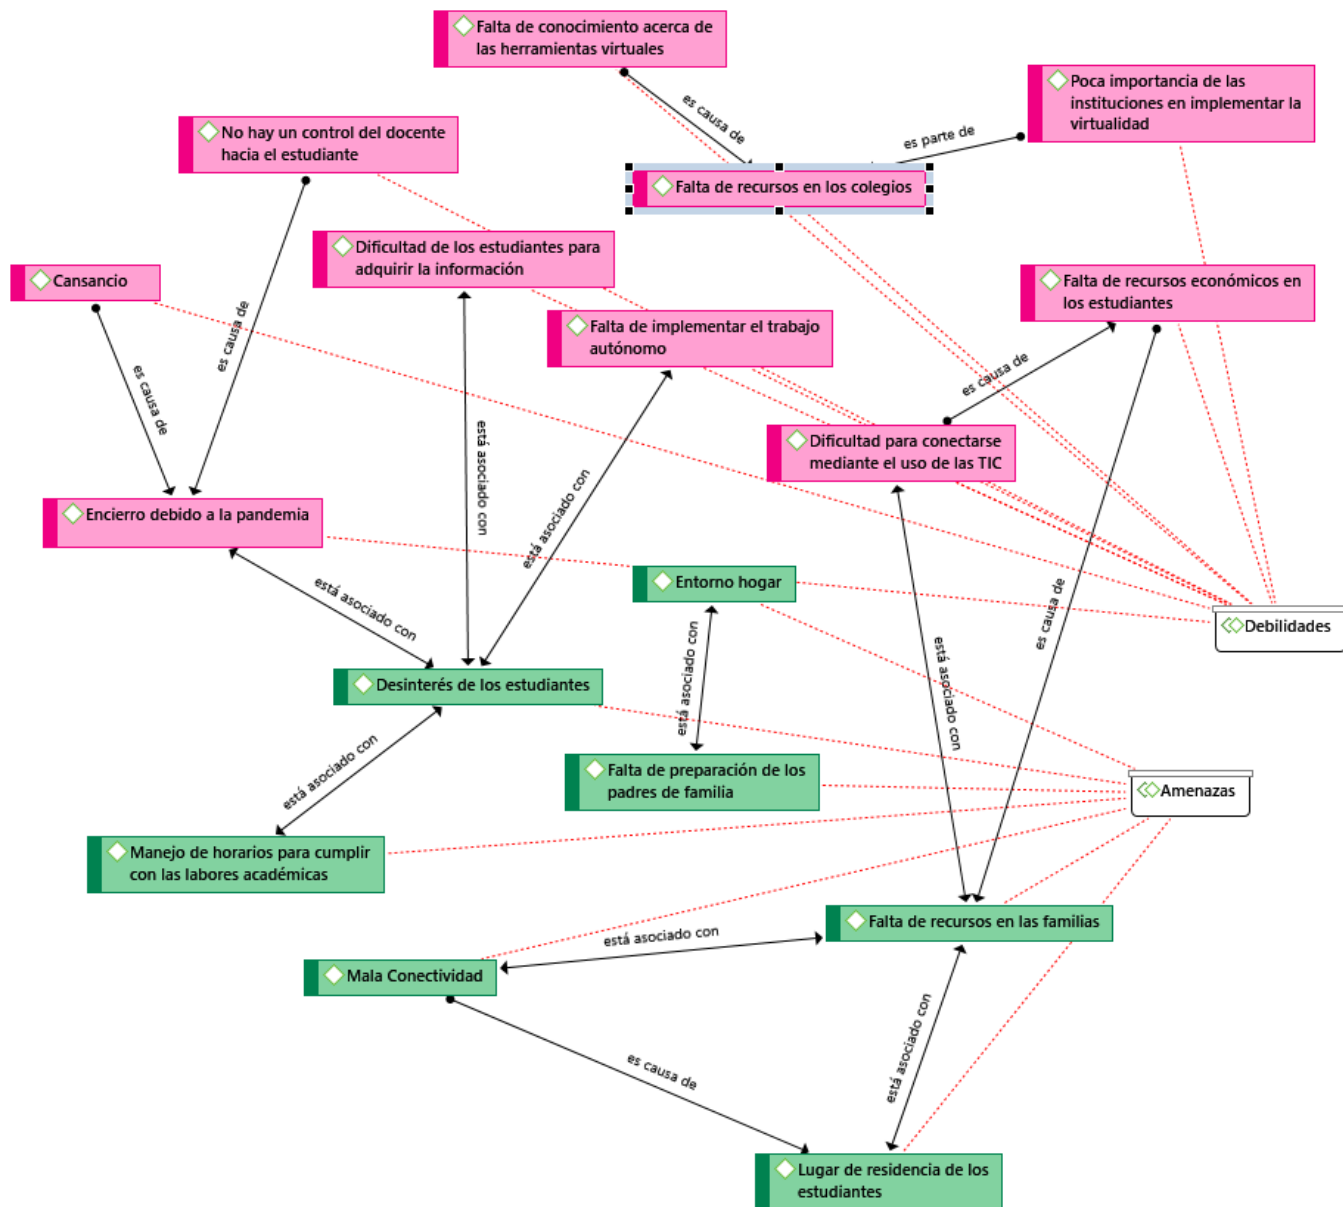 Falta de conocimiento acerca de
las herramientas virtuales
Poca importancia de las
instituciones en implementar la
virtualidad
es causa de
es parte de
No hay un control del docente
hacia el estudiante
Falta de recursos en los colegios
Dificultad de los estudiantes para
adquirir la información
Cansancio
Falta de recursos económicos en
los estudiantes
Falta de implementar el trabajo
autónomo
es causa de
es causa de
es causa de
Dificultad para conectarse
mediante el uso de las TIC
está asociado con
está asociado con
Encierro debido a la pandemia
Entorno hogar
está asociado con
es causa de
Debilidades
está asociado con
está asociado con
Desinterés de los estudiantes
está asociado con
Falta de preparación de los
padres de familia
Amenazas
Manejo de horarios para cumplir
con las labores académicas
Falta de recursos en las familias
está asociado con
Mala Conectividad
está asociado con
es causa de
Lugar de residencia de los
estudiantes